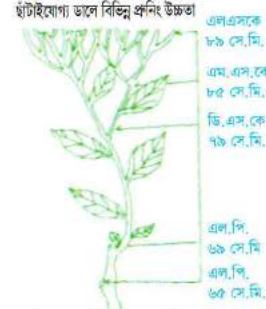 ছাঁটাইযোগ্য ডালে বিভিন্ন প্রুনিং উচ্চতা
এলএসকে
৮৯ সে.মি.
এম.এস.কে
৮৫ সে.মি.
ডি.এস.কে
৭৯ সে.মি.
এল.পি.
৬৯ সে.মি
এল.পি.
৬৫ সে.মি.